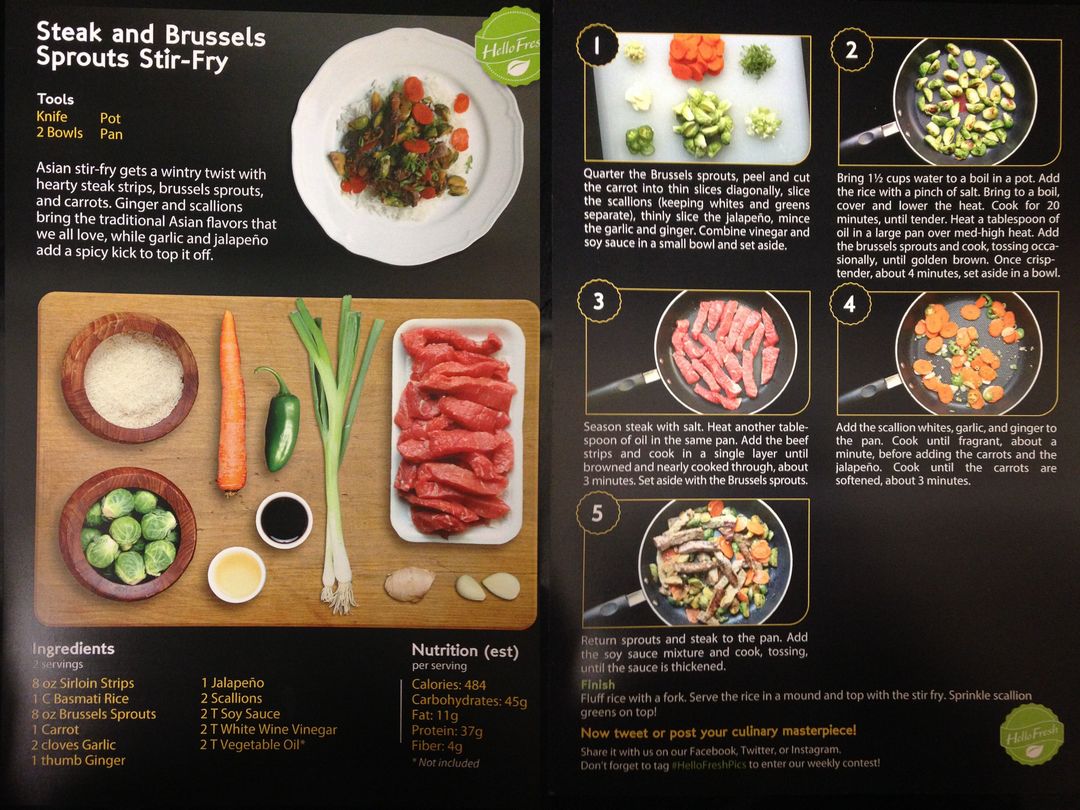 Steak and Brussels
Sprouts Stir-Fry
HelloFres
Tools
Knife Pot
2 Bowls Pan
Asian stir-fry gets a wintry twist with
hearty steak strips, brussels sprouts,
and carrots. Ginger and scallions
bring the traditional Asian flavors that
we all love, while garlic and jalapeño
add a spicy kick to top it off.
Ingredients
2 servings
8 oz Sirloin Strips
1 C Basmati Rice
8 oz Brussels Sprouts
1 Carrot
2 cloves Garlic
1 thumb Ginger
1 Jalapeño
2 Scallions
2 T Soy Sauce
2 T White Wine Vinegar
2 T Vegetable Oil*
Nutrition (est)
per serving
Calories: 484
Carbohydrates: 45g
Fat: 11g
Protein: 37g
Fiber: 4g
* Not included
1
Quarter the Brussels sprouts, peel and cut
the carrot into thin slices diagonally, slice
the scallions (keeping whites and greens
separate), thinly slice the jalapeño, mince
the garlic and ginger. Combine vinegar and
soy sauce in a small bowl and set aside.
2
Bring 1½ cups water to a boil in a pot. Add
the rice with a pinch of salt. Bring to a boil,
cover and lower the heat. Cook for 20
minutes, until tender. Heat a tablespoon of
oil in a large pan over med-high heat. Add
the brussels sprouts and cook, tossing occa-
sionally, until golden brown. Once crisp-
tender, about 4 minutes, set aside in a bowl.
3
Season steak with salt. Heat another table-
spoon of oil in the same pan. Add the beef
strips and cook in a single layer until
browned and nearly cooked through, about
3 minutes. Set aside with the Brussels sprouts.
4
Add the scallion whites, garlic, and ginger to
the pan. Cook until fragrant, about a
minute, before adding the carrots and the
jalapeño. Cook until the carrots are
softened, about 3 minutes.
5
Return sprouts and steak to the pan. Add
the soy sauce mixture and cook, tossing,
until the sauce is thickened.
Finish
Fluff rice with a fork. Serve the rice in a mound and top with the stir fry. Sprinkle scallion
greens on top!
Now tweet or post your culinary masterpiece!
Share it with us on our Facebook, Twitter, or Instagram.
Don't forget to tag #HelloFreshPics to enter our weekly contest!
HelloFresh